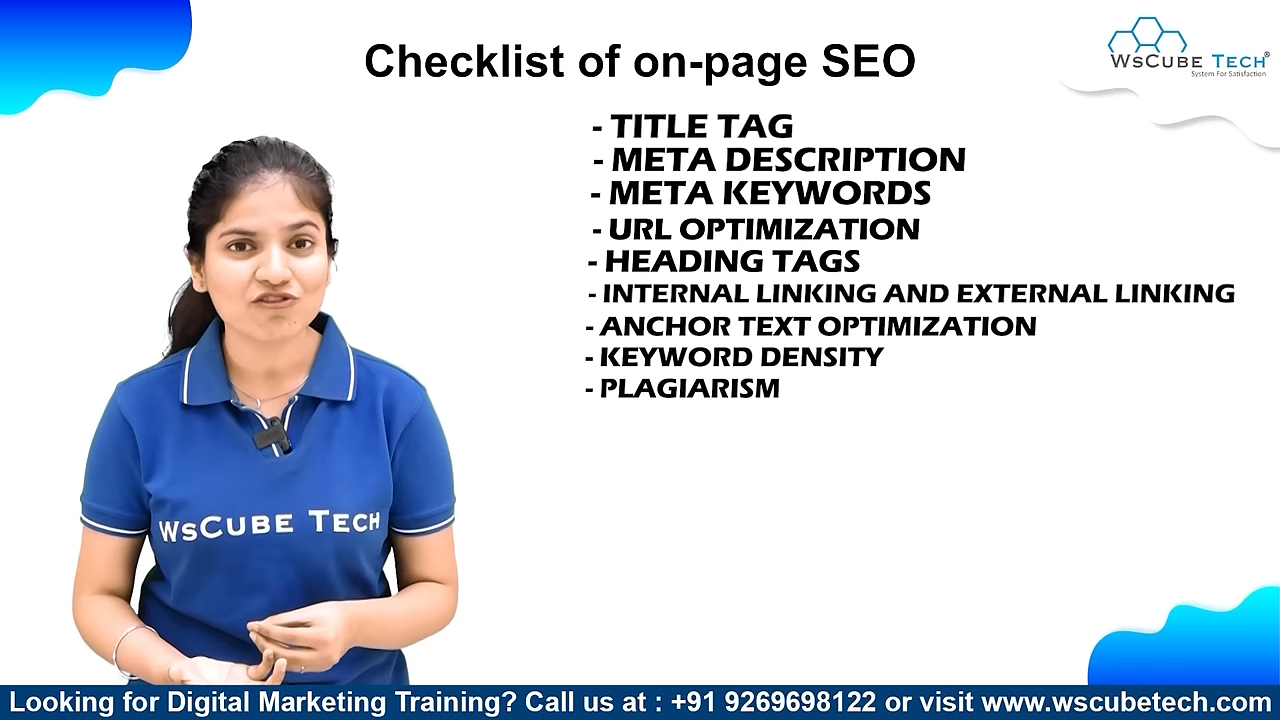 Checklist of on-page SEO
WSCUBE TECH®
System For Satisfaction
- TITLE TAG
- META DESCRIPTION
- META KEYWORDS
- URL OPTIMIZATION
- HEADING TAGS
- INTERNAL LINKING AND EXTERNAL LINKING
- ANCHOR TEXT OPTIMIZATION
- KEYWORD DENSITY
- PLAGIARISM
WSCUBE TECH
Looking for Digital Marketing Training? Call us at : +91 9269698122 or visit www.wscubetech.com